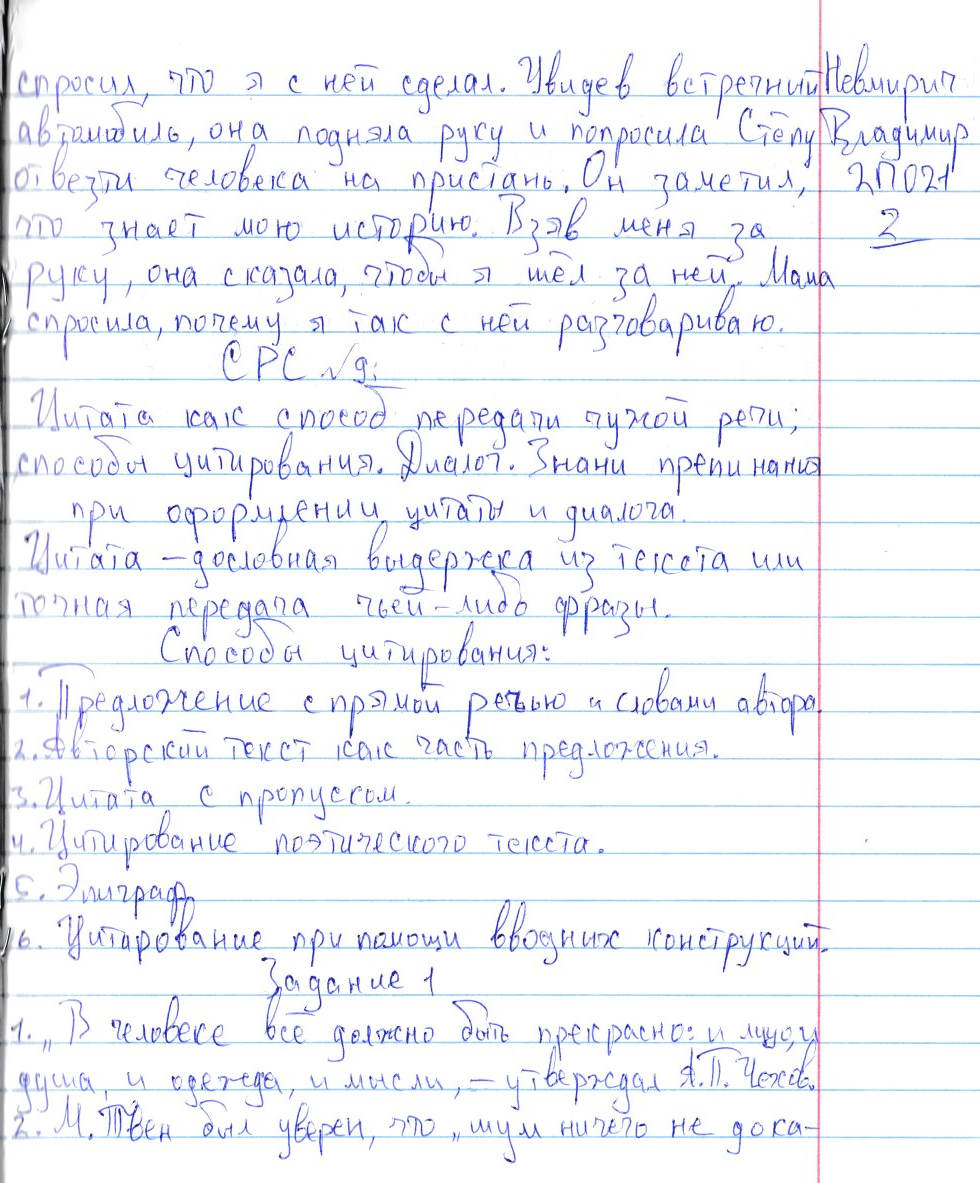 спросил, что я с ней сделал. Увидев встречний Невмирич
автомобиль, она подняла руку и попросила Стёпу Владимир
отвезти человека на пристань. Он заметил, 2П021
что знает мою историю. Взяв меня за 2
руку, она сказала, чтобы я шёл за ней. Мама
спросила, почему я так с ней разговариваю.
СРС №9:
Цитата как способ передачи чужой речи;
способы цитирования. Диалог. Знани препинания
при оформлении цитаты и диалога.
Цитата – дословная выдержка из текста или
точная передача чьей-либо фразы.
Способы цитирования:
1. Предложение с прямой речью и словами автора.
2. Авторский текст как часть предложения.
3. Цитата с пропуском.
4. Цитирование поэтического текста.
5. Эпиграф.
6. Цитарование при помощи вводних конструкций.
Задание 1
1. „В человеке всё должно быть прекрасно: и лицо, и
душа, и одежда, и мысли, – утверждал А.П. Чехов.
2. М. Твен был уверен, что „шум ничего не дока-